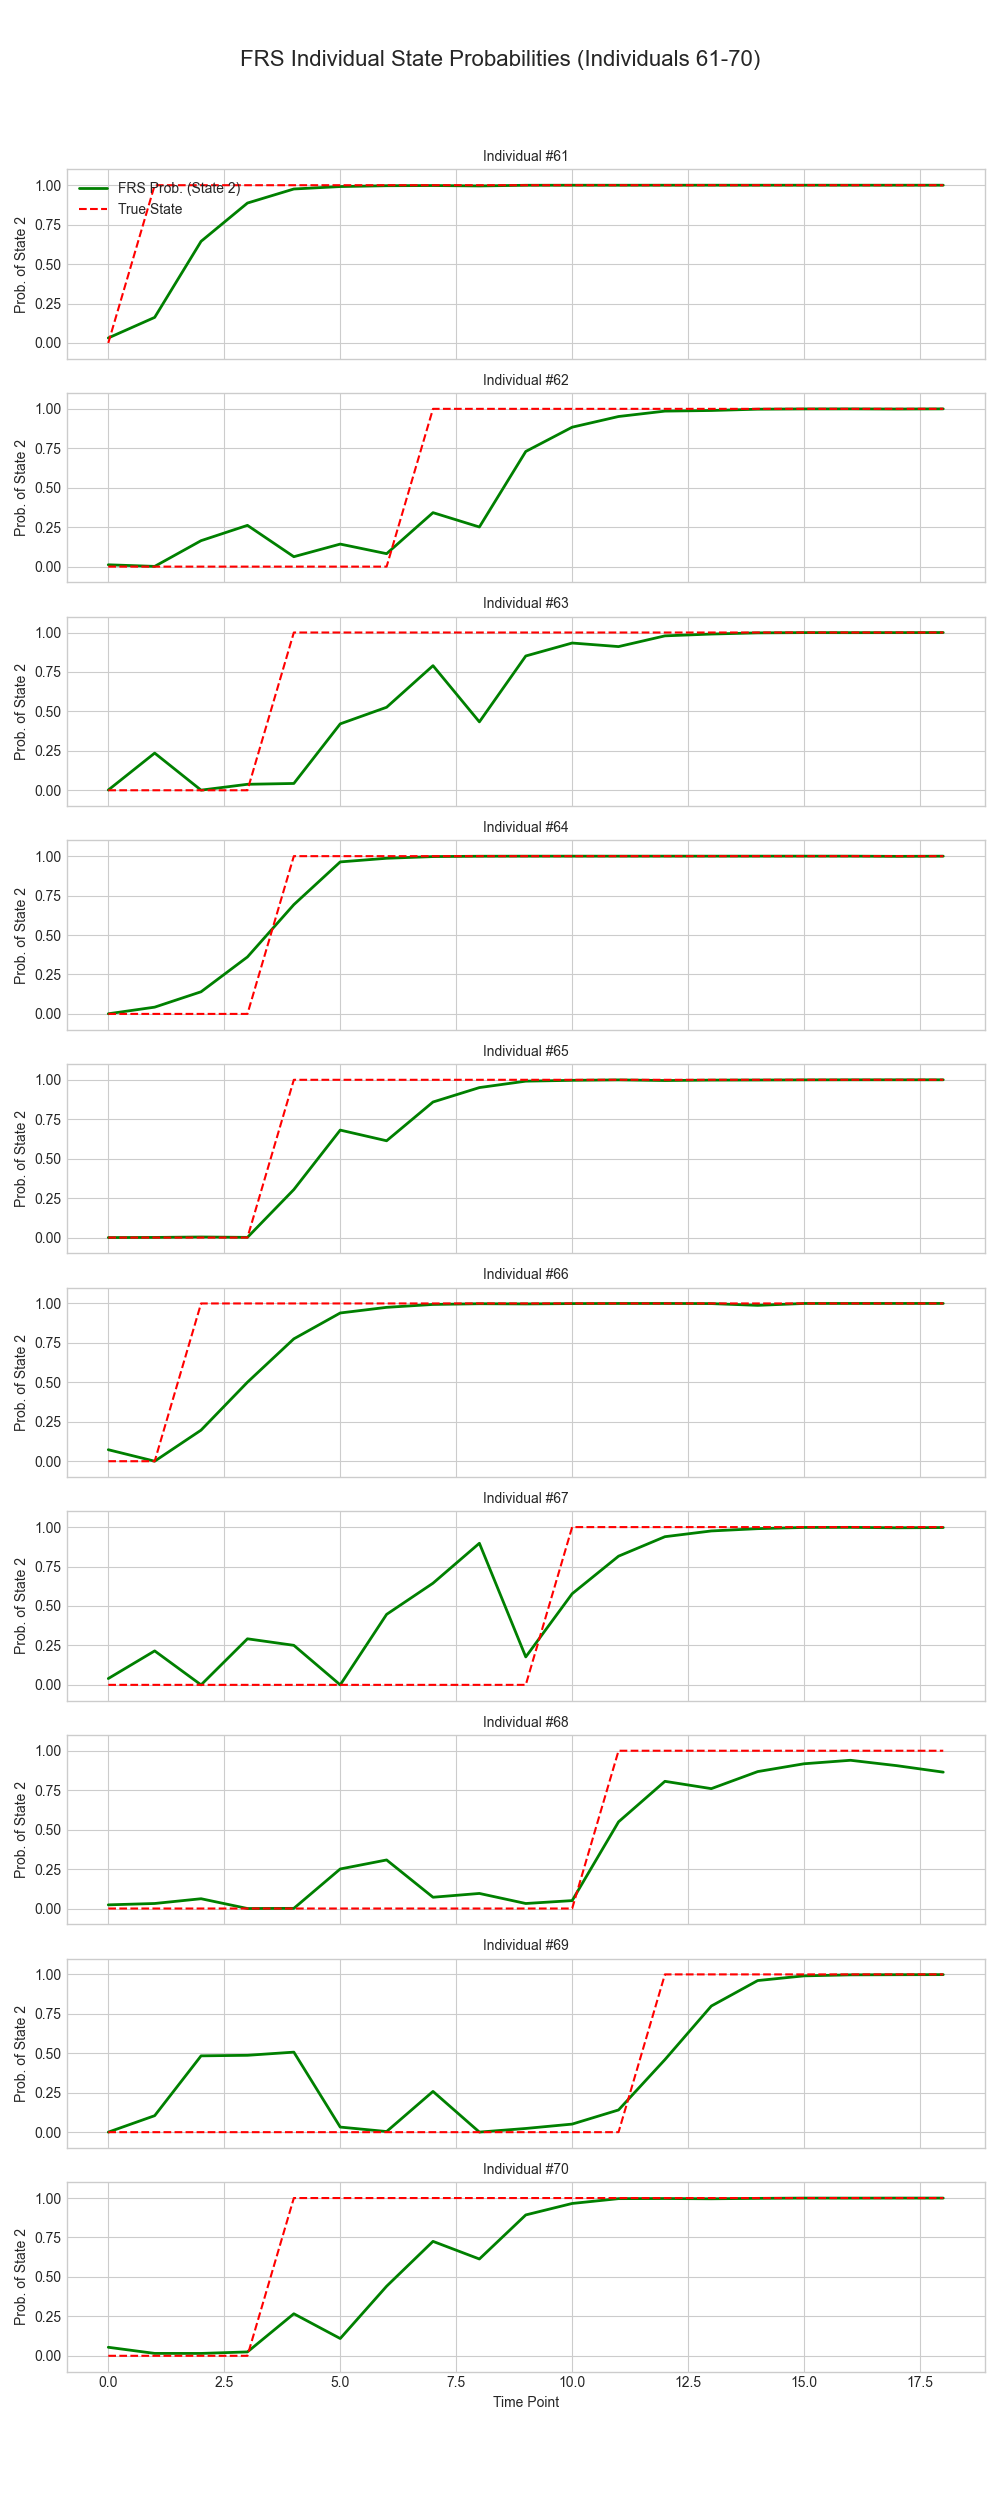 FRS Individual State Probabilities (Individuals 61-70)
Individual #61
1.00
0.75
0.50
0.25
0.00
Prob. of State 2
FRS Prob. (State 2)
True State
Individual #62
1.00
0.75
0.50
0.25
0.00
Prob. of State 2
Individual #63
1.00
0.75
0.50
0.25
0.00
Prob. of State 2
Individual #64
1.00
0.75
0.50
0.25
0.00
Prob. of State 2
Individual #65
1.00
0.75
0.50
0.25
0.00
Prob. of State 2
Individual #66
1.00
0.75
0.50
0.25
0.00
Prob. of State 2
Individual #67
1.00
0.75
0.50
0.25
0.00
Prob. of State 2
Individual #68
1.00
0.75
0.50
0.25
0.00
Prob. of State 2
Individual #69
1.00
0.75
0.50
0.25
0.00
Prob. of State 2
Individual #70
1.00
0.75
0.50
0.25
0.00
Prob. of State 2
0.0 2.5 5.0 7.5 10.0 12.5 15.0 17.5
Time Point